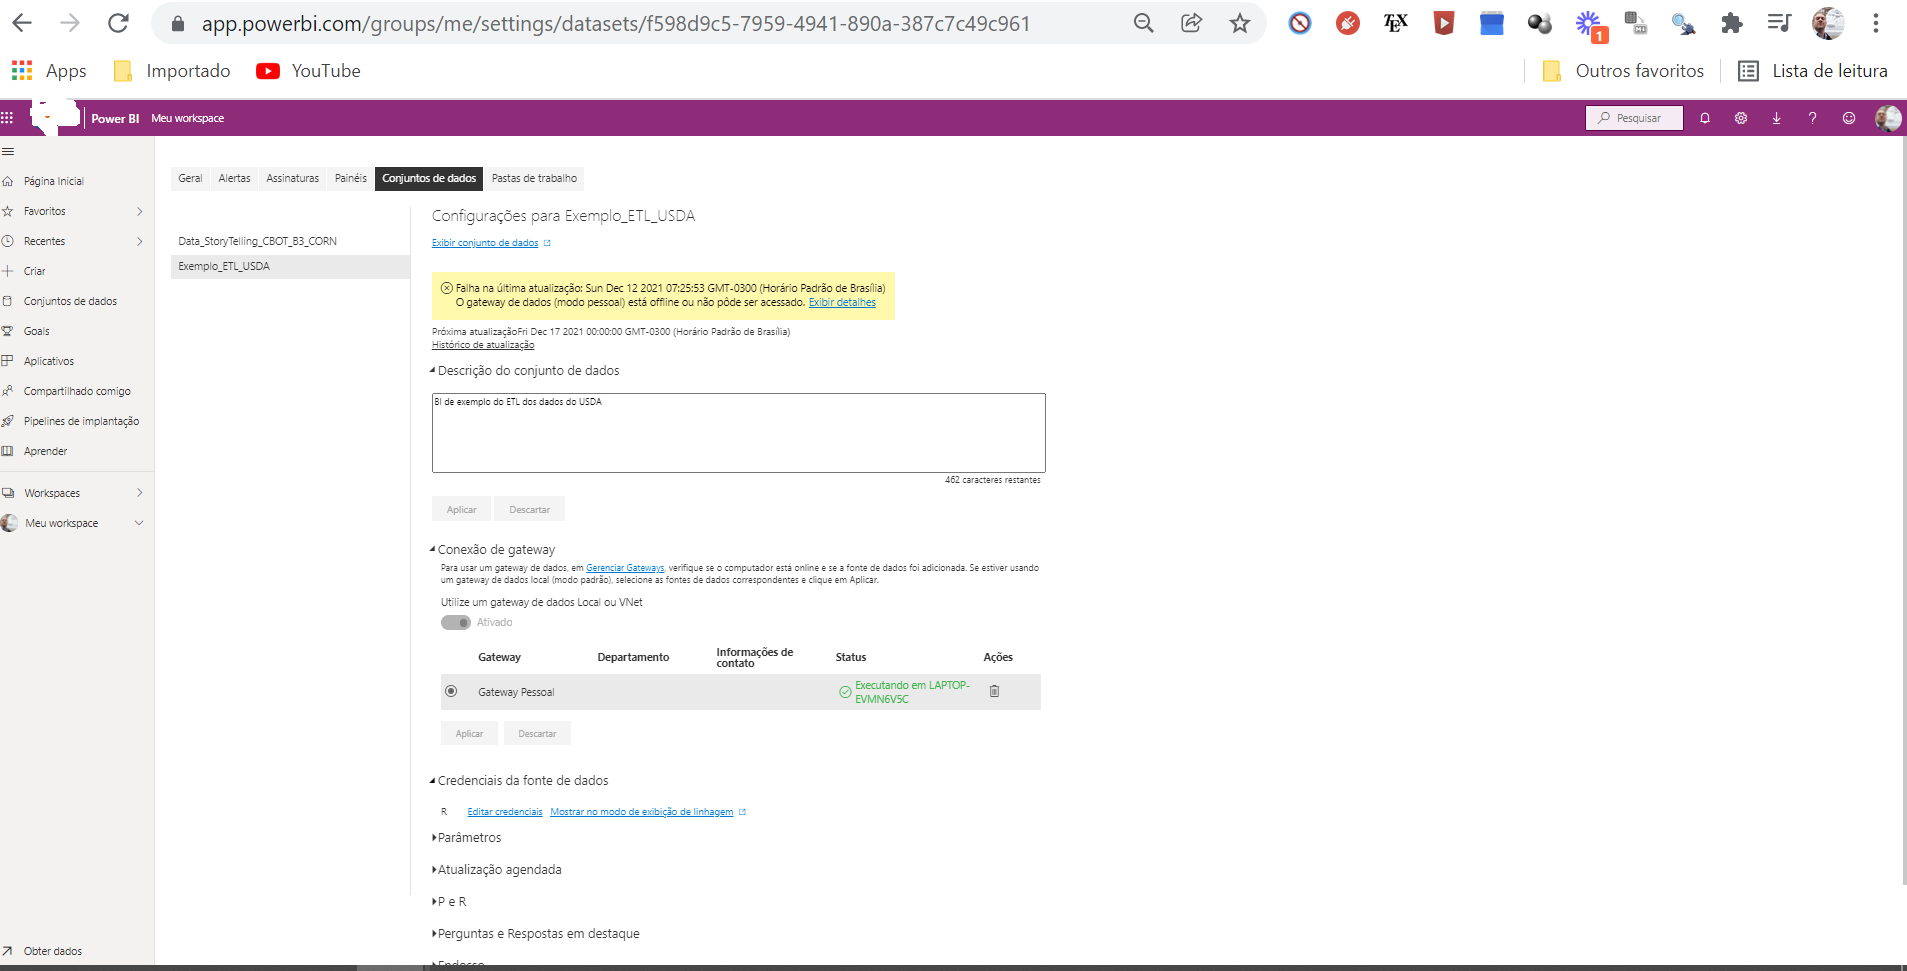 app.powerbi.com/groups/me/settings/datasets/f598d9c5-7959-4941-890a-387c7c49c961
TEX
1
Apps
Importado
YouTube
Outros favoritos
Lista de leitura
Power BI
Meu workspace
Pesquisar
Página Inicial
Favoritos
Recentes
Criar
Conjuntos de dados
Goals
Aplicativos
Compartilhado comigo
Pipelines de implantação
Aprender
Workspaces
Meu workspace
Obter dados
Geral
Alertas
Assinaturas
Painéis
Conjuntos de dados
Pastas de trabalho
Data_StoryTelling_CBOT_B3_CORN
Exemplo_ETL_USDA
Configurações para Exemplo_ETL_USDA
Exibir conjunto de dados
Falha na última atualização: Sun Dec 12 2021 07:25:53 GMT-0300 (Horário Padrão de Brasília)
O gateway de dados (modo pessoal) está offline ou não pôde ser acessado. Exibir detalhes
Próxima atualizaçãoFri Dec 17 2021 00:00:00 GMT-0300 (Horário Padrão de Brasília)
Histórico de atualização
Descrição do conjunto de dados
BI de exemplo do ETL dos dados do USDA
462 caracteres restantes
Aplicar
Descartar
Conexão de gateway
Para usar um gateway de dados, em Gerenciar Gateways, verifique se o computador está online e se a fonte de dados foi adicionada. Se estiver usando
um gateway de dados local (modo padrão), selecione as fontes de dados correspondentes e clique em Aplicar.
Utilize um gateway de dados Local ou VNet
Ativado
Gateway
Departamento
Informações de
contato
Status
Ações
Gateway Pessoal
Executando em LAPTOP-
EVMN6V5C
Aplicar
Descartar
Credenciais da fonte de dados
R
Editar credenciais
Mostrar no modo de exibição de linhagem
Parâmetros
Atualização agendada
P e R
Perguntas e Respostas em destaque
Endosso